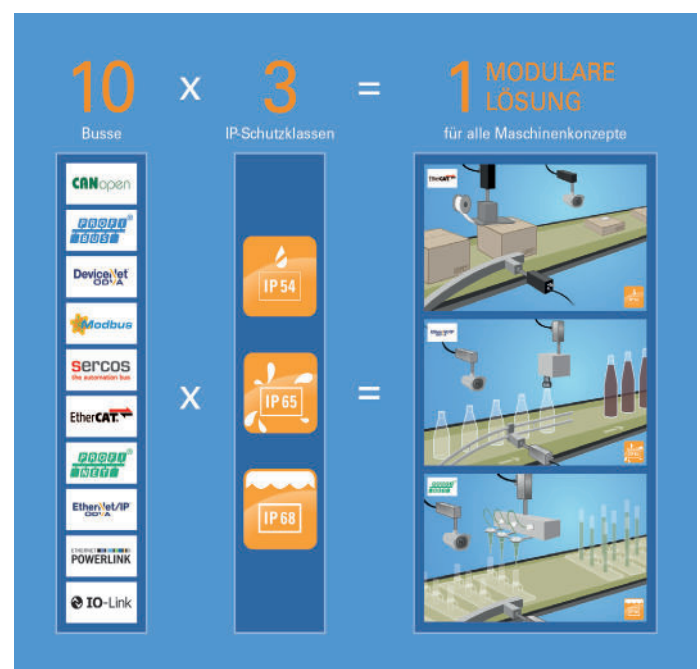 10 x 3 = 1 MODULARE
LÖSUNG
Busse IP-Schutzklassen für alle Maschinenkonzepte
CANopen
PROFI
BUS
DeviceNet
ODVA
Modbus
sercos
the automation bus
EtherCAT
PROFI
NET
EtherNet/IP
ODVA
ETHERNET
POWERLINK
IO-Link
IP 54
x IP 65 =
IP 68
EtherCAT